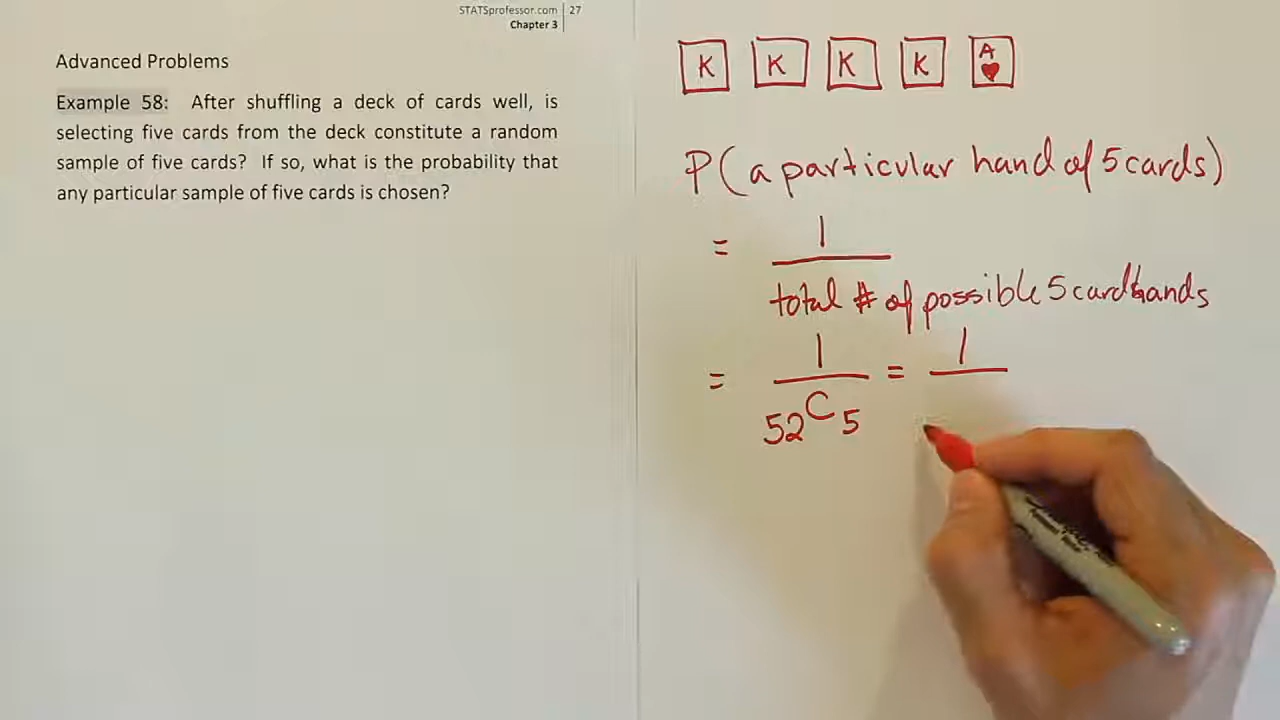 STATSprofessor.com 27
Chapter 3
Advanced Problems
Example 58: After shuffling a deck of cards well, is
selecting five cards from the deck constitute a random
sample of five cards? If so, what is the probability that
any particular sample of five cards is chosen?
K K K K A
P(a particular hand of 5 cards)
= 1
total # of possible 5 card hands
= 1 = 1
52 C 5